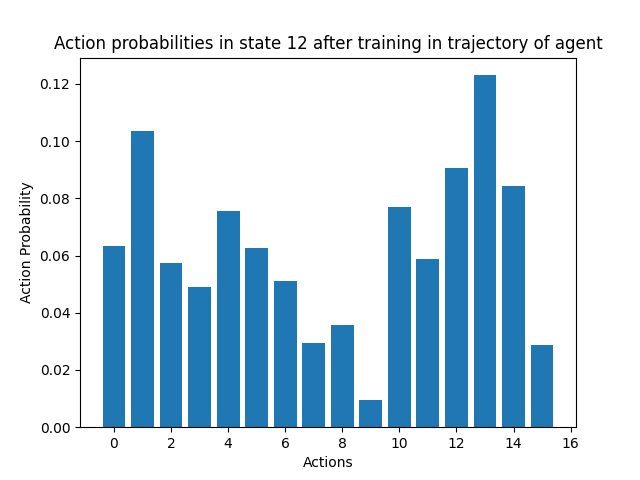 Action probabilities in state 12 after training in trajectory of agent
0.12
0.10
0.08
0.06
0.04
0.02
0.00
Action Probability
0 2 4 6 8 10 12 14 16
Actions